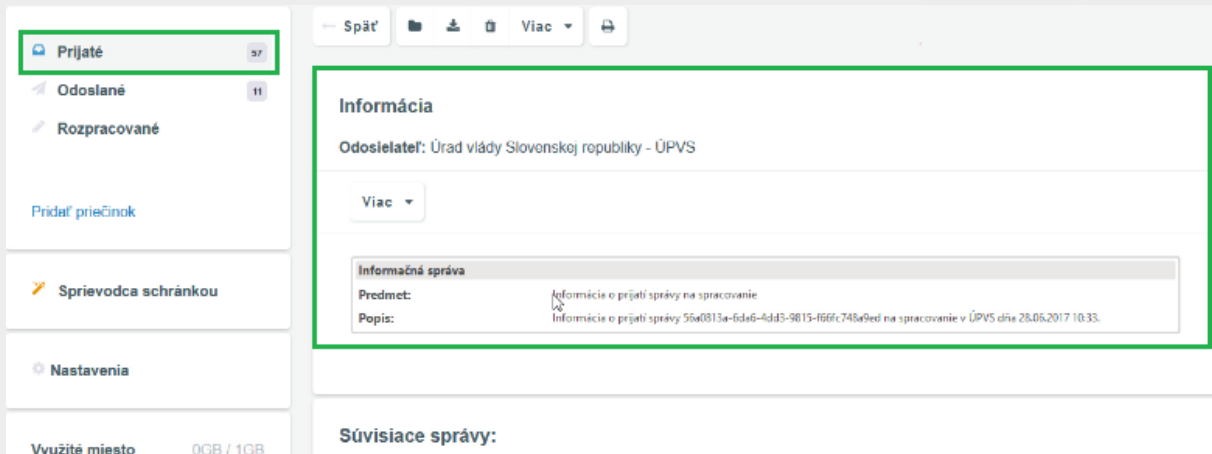 Prijaté 57
Odoslané 11
Rozpracované
Pridať priečinok
Sprievodca schránkou
Nastavenia
Využité miesto 0GB / 1GB
← Späť Viac
Informácia
Odosielateľ: Úrad vlády Slovenskej republiky - ÚPVS
Viac
Informačná správa
Predmet: Informácia o prijatí správy na spracovanie
Popis: Informácia o prijatí správy 56a0813a-6da6-4dd3-9815-f66fc748a9ed na spracovanie v ÚPVS dňa 28.06.2017 10:33.
Súvisiace správy: